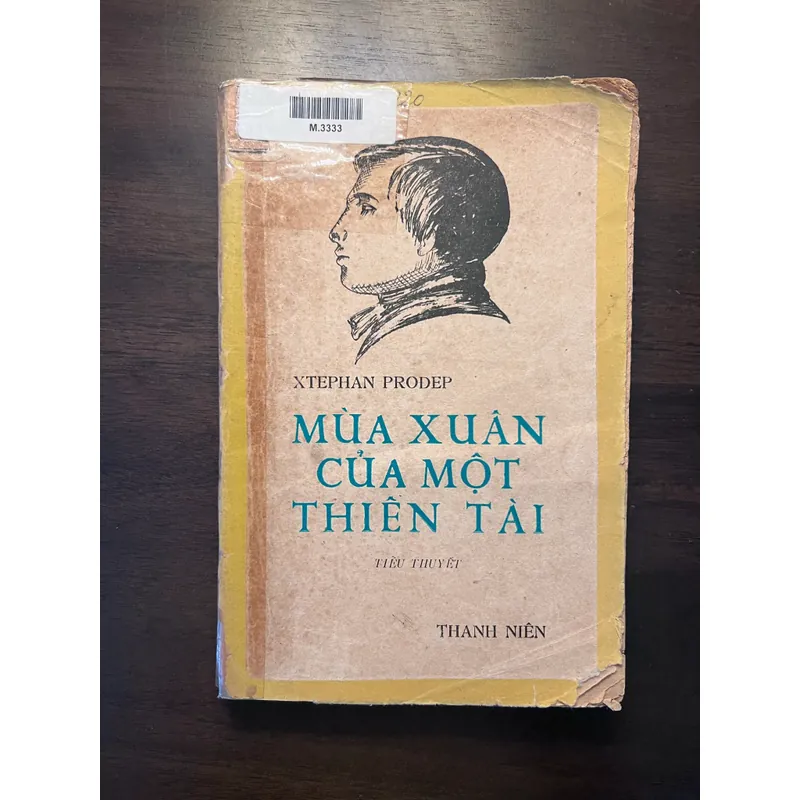 M.3333
XTEPHAN PRODEP
MÙA XUÂN
CỦA MỘT
THIÊN TÀI
TIỂU THUYẾT
THANH NIÊN